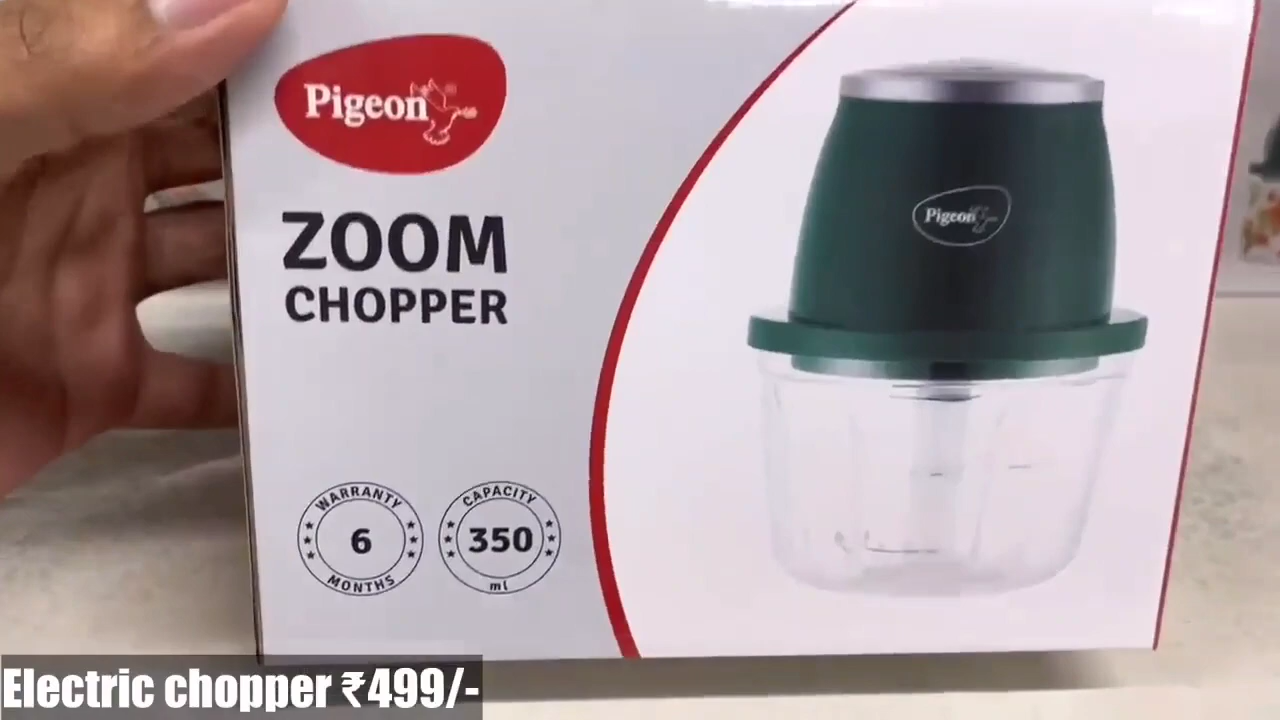 Pigeon
ZOOM
CHOPPER
WARRANTY
6
MONTHS
CAPACITY
350
ml
Pigeon
Electric chopper ₹499/-